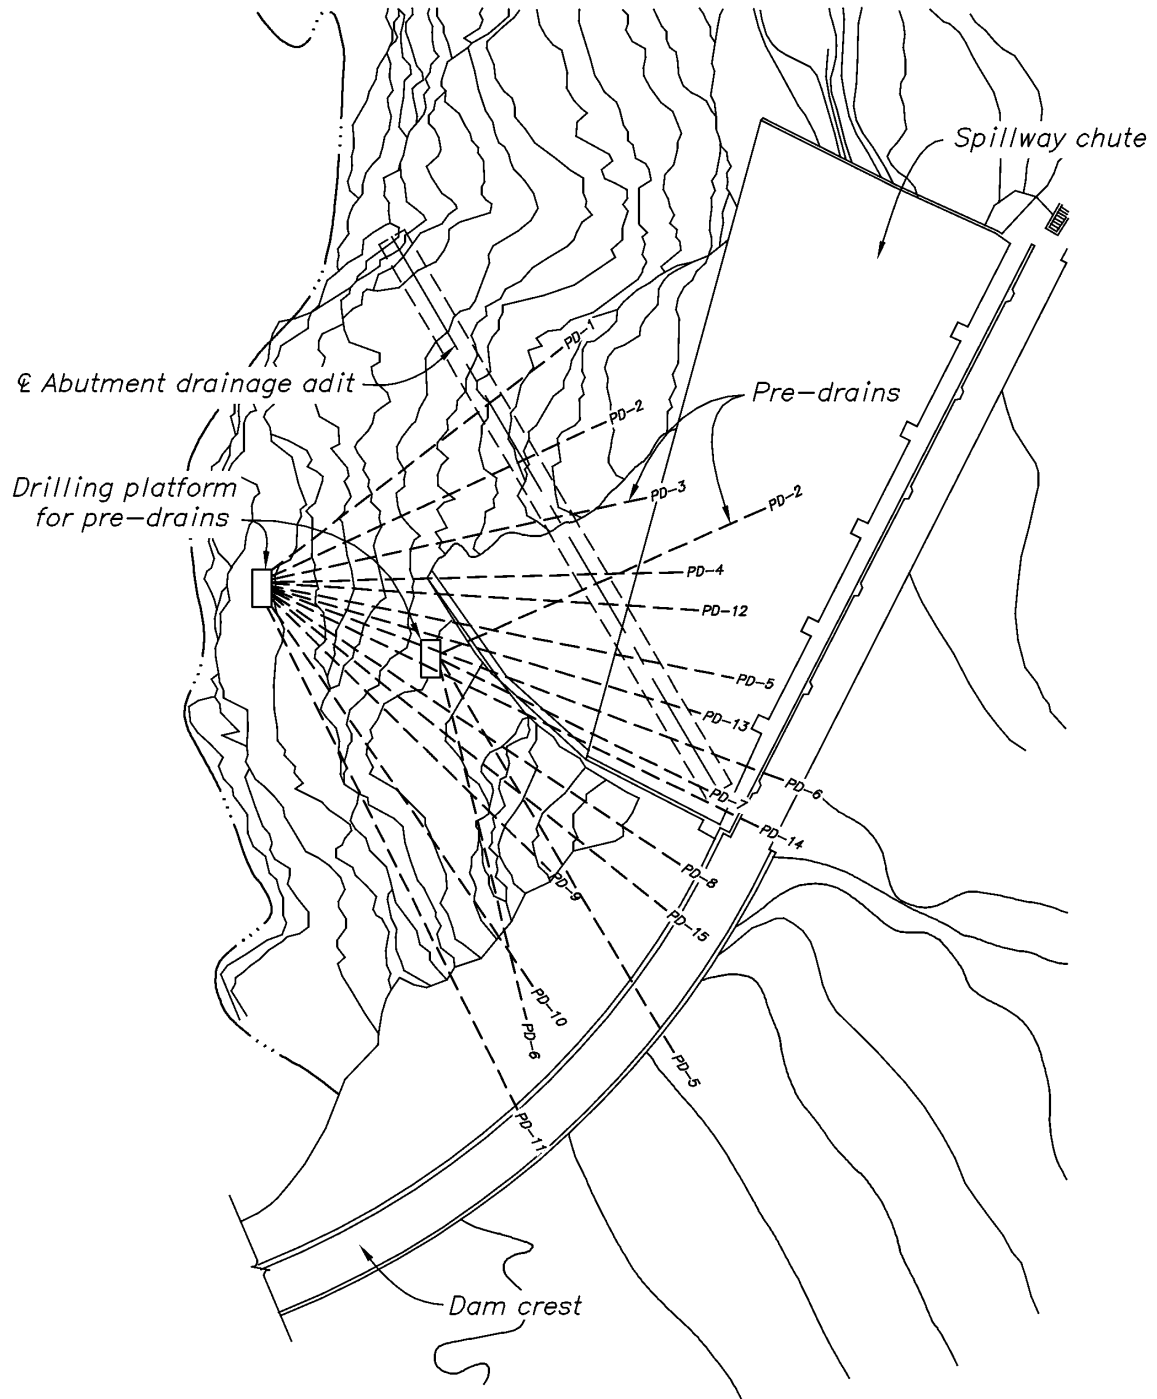 Spillway chute
PD-1
℄ Abutment drainage adit
Pre-drains
PD-2
Drilling platform
for pre-drains
PD-3
PD-2
PD-4
PD-12
PD-5
PD-13
PD-6
PD-7
PD-14
PD-8
PD-9
PD-15
PD-10
PD-6
PD-5
PD-11
Dam crest